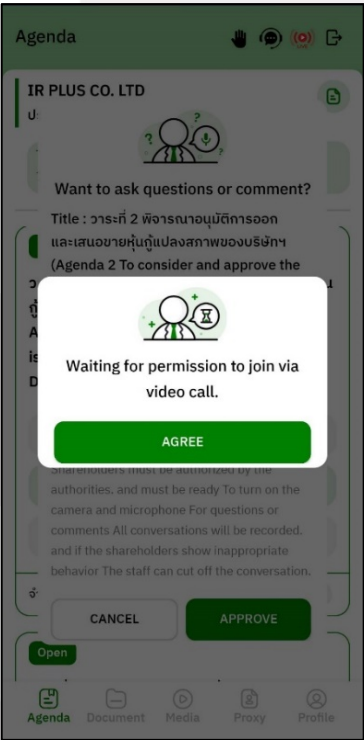 Agenda
IR PLUS CO. LTD
Want to ask questions or comment?
Title : วาระที่ 2 พิจารณาอนุมัติการออก
และเสนอขายหุ้นกู้แปลงสภาพของบริษัทฯ
(Agenda 2 To consider and approve the
Waiting for permission to join via
video call.
AGREE
Shareholders must be authorized by the
authorities. and must be ready To turn on the
camera and microphone For questions or
comments All conversations will be recorded.
and if the shareholders show inappropriate
behavior The staff can cut off the conversation.
CANCEL
APPROVE
Open
Agenda
Document
Media
Proxy
Profile